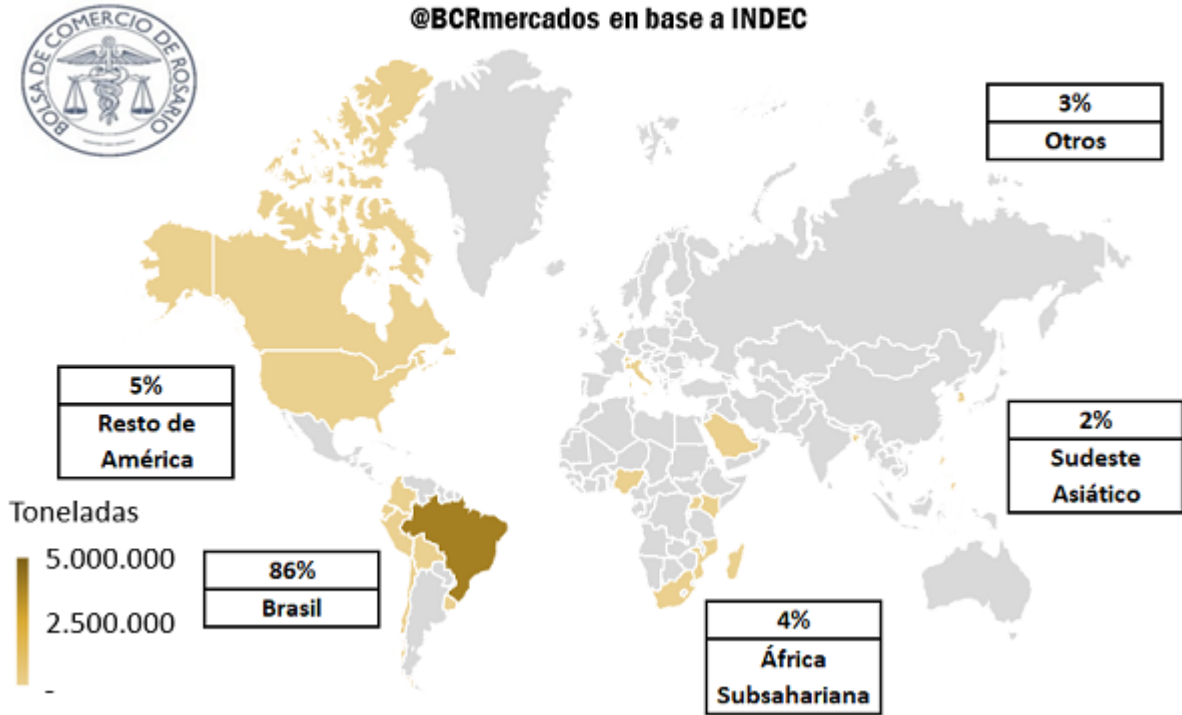 @BCRmercados en base a INDEC
BOLSA DE COMERCIO DE ROSARIO
3%
Otros
5%
Resto de
América
2%
Sudeste
Asiático
Toneladas
5.000.000
2.500.000
-
86%
Brasil
4%
África
Subsahariana